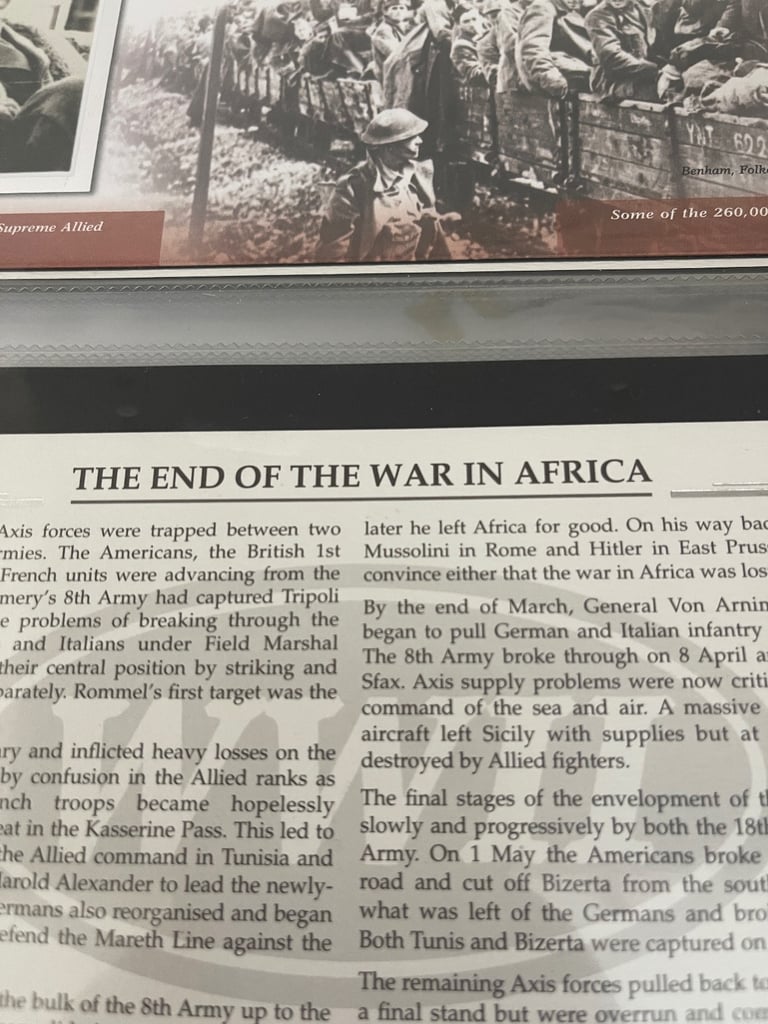 YMT 622
Benham, Folk
Supreme Allied
Some of the 260,00
THE END OF THE WAR IN AFRICA
Axis forces were trapped between two
rmies. The Americans, the British 1st
French units were advancing from the
mery's 8th Army had captured Tripoli
e problems of breaking through the
and Italians under Field Marshal
their central position by striking and
parately. Rommel's first target was the
ry and inflicted heavy losses on the
by confusion in the Allied ranks as
nch troops became hopelessly
eat in the Kasserine Pass. This led to
the Allied command in Tunisia and
Harold Alexander to lead the newly-
ermans also reorganised and began
efend the Mareth Line against the
the bulk of the 8th Army up to the
later he left Africa for good. On his way bac
Mussolini in Rome and Hitler in East Prus
convince either that the war in Africa was los
By the end of March, General Von Arnim
began to pull German and Italian infantry
The 8th Army broke through on 8 April a
Sfax. Axis supply problems were now criti
command of the sea and air. A massive
aircraft left Sicily with supplies but at
destroyed by Allied fighters.
The final stages of the envelopment of t
slowly and progressively by both the 18th
Army. On 1 May the Americans broke
road and cut off Bizerta from the sout
what was left of the Germans and bro
Both Tunis and Bizerta were captured on
The remaining Axis forces pulled back to
a final stand but were overrun and com
WWII